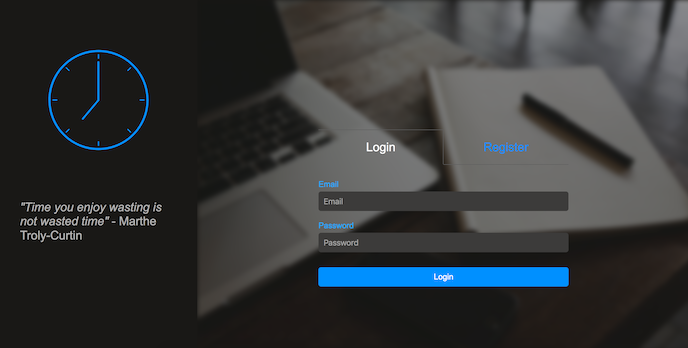 "Time you enjoy wasting is
not wasted time" - Marthe
Troly-Curtin
Login
Register
Email
Email
Password
Password
Login